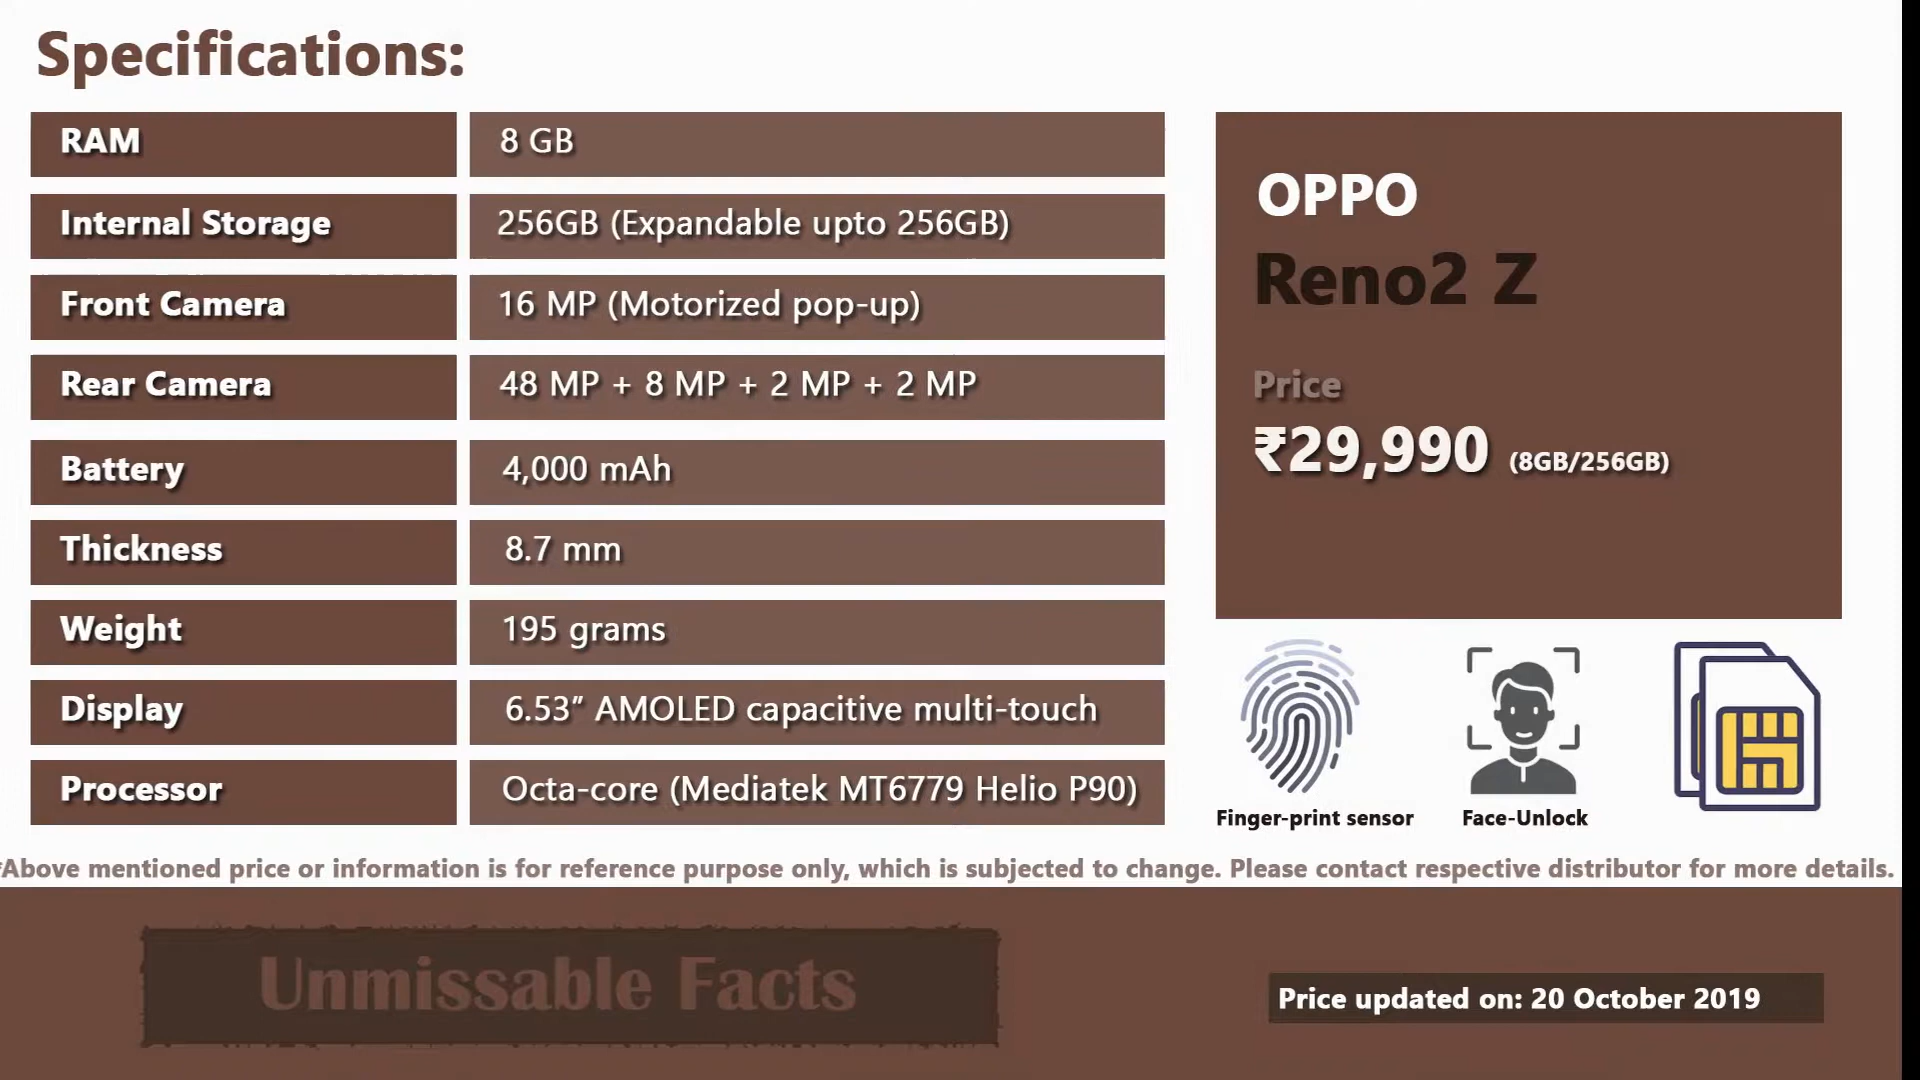 Specifications:
RAM
8 GB
Internal Storage
256GB (Expandable upto 256GB)
Front Camera
16 MP (Motorized pop-up)
Rear Camera
48 MP + 8 MP + 2 MP + 2 MP
Battery
4,000 mAh
Thickness
8.7 mm
Weight
195 grams
Display
6.53” AMOLED capacitive multi-touch
Processor
Octa-core (Mediatek MT6779 Helio P90)
OPPO
Reno2 Z
Price
₹29,990 (8GB/256GB)
Finger-print sensor
Face-Unlock
*Above mentioned price or information is for reference purpose only, which is subjected to change. Please contact respective distributor for more details.
Unmissable Facts
Price updated on: 20 October 2019